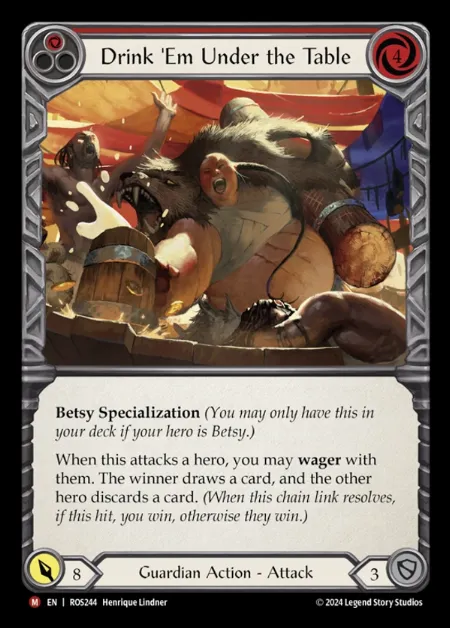 Drink 'Em Under the Table
4
Betsy Specialization (You may only have this in
your deck if your hero is Betsy.)
When this attacks a hero, you may wager with
them. The winner draws a card, and the other
hero discards a card. (When this chain link resolves,
if this hit, you win, otherwise they win.)
8
Guardian Action - Attack
3
M EN | ROS244 Henrique Lindner
© 2024 Legend Story Studios